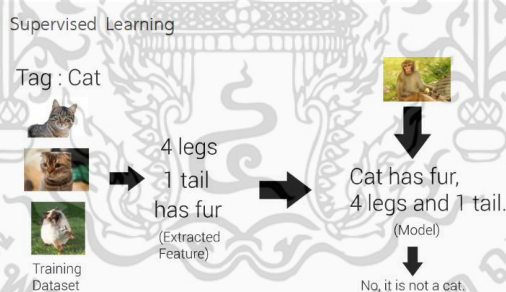 Supervised Learning
Tag : Cat
4 legs
1 tail
has fur
(Extracted
Feature)
Training
Dataset
Cat has fur,
4 legs and 1 tail.
(Model)
No, it is not a cat.